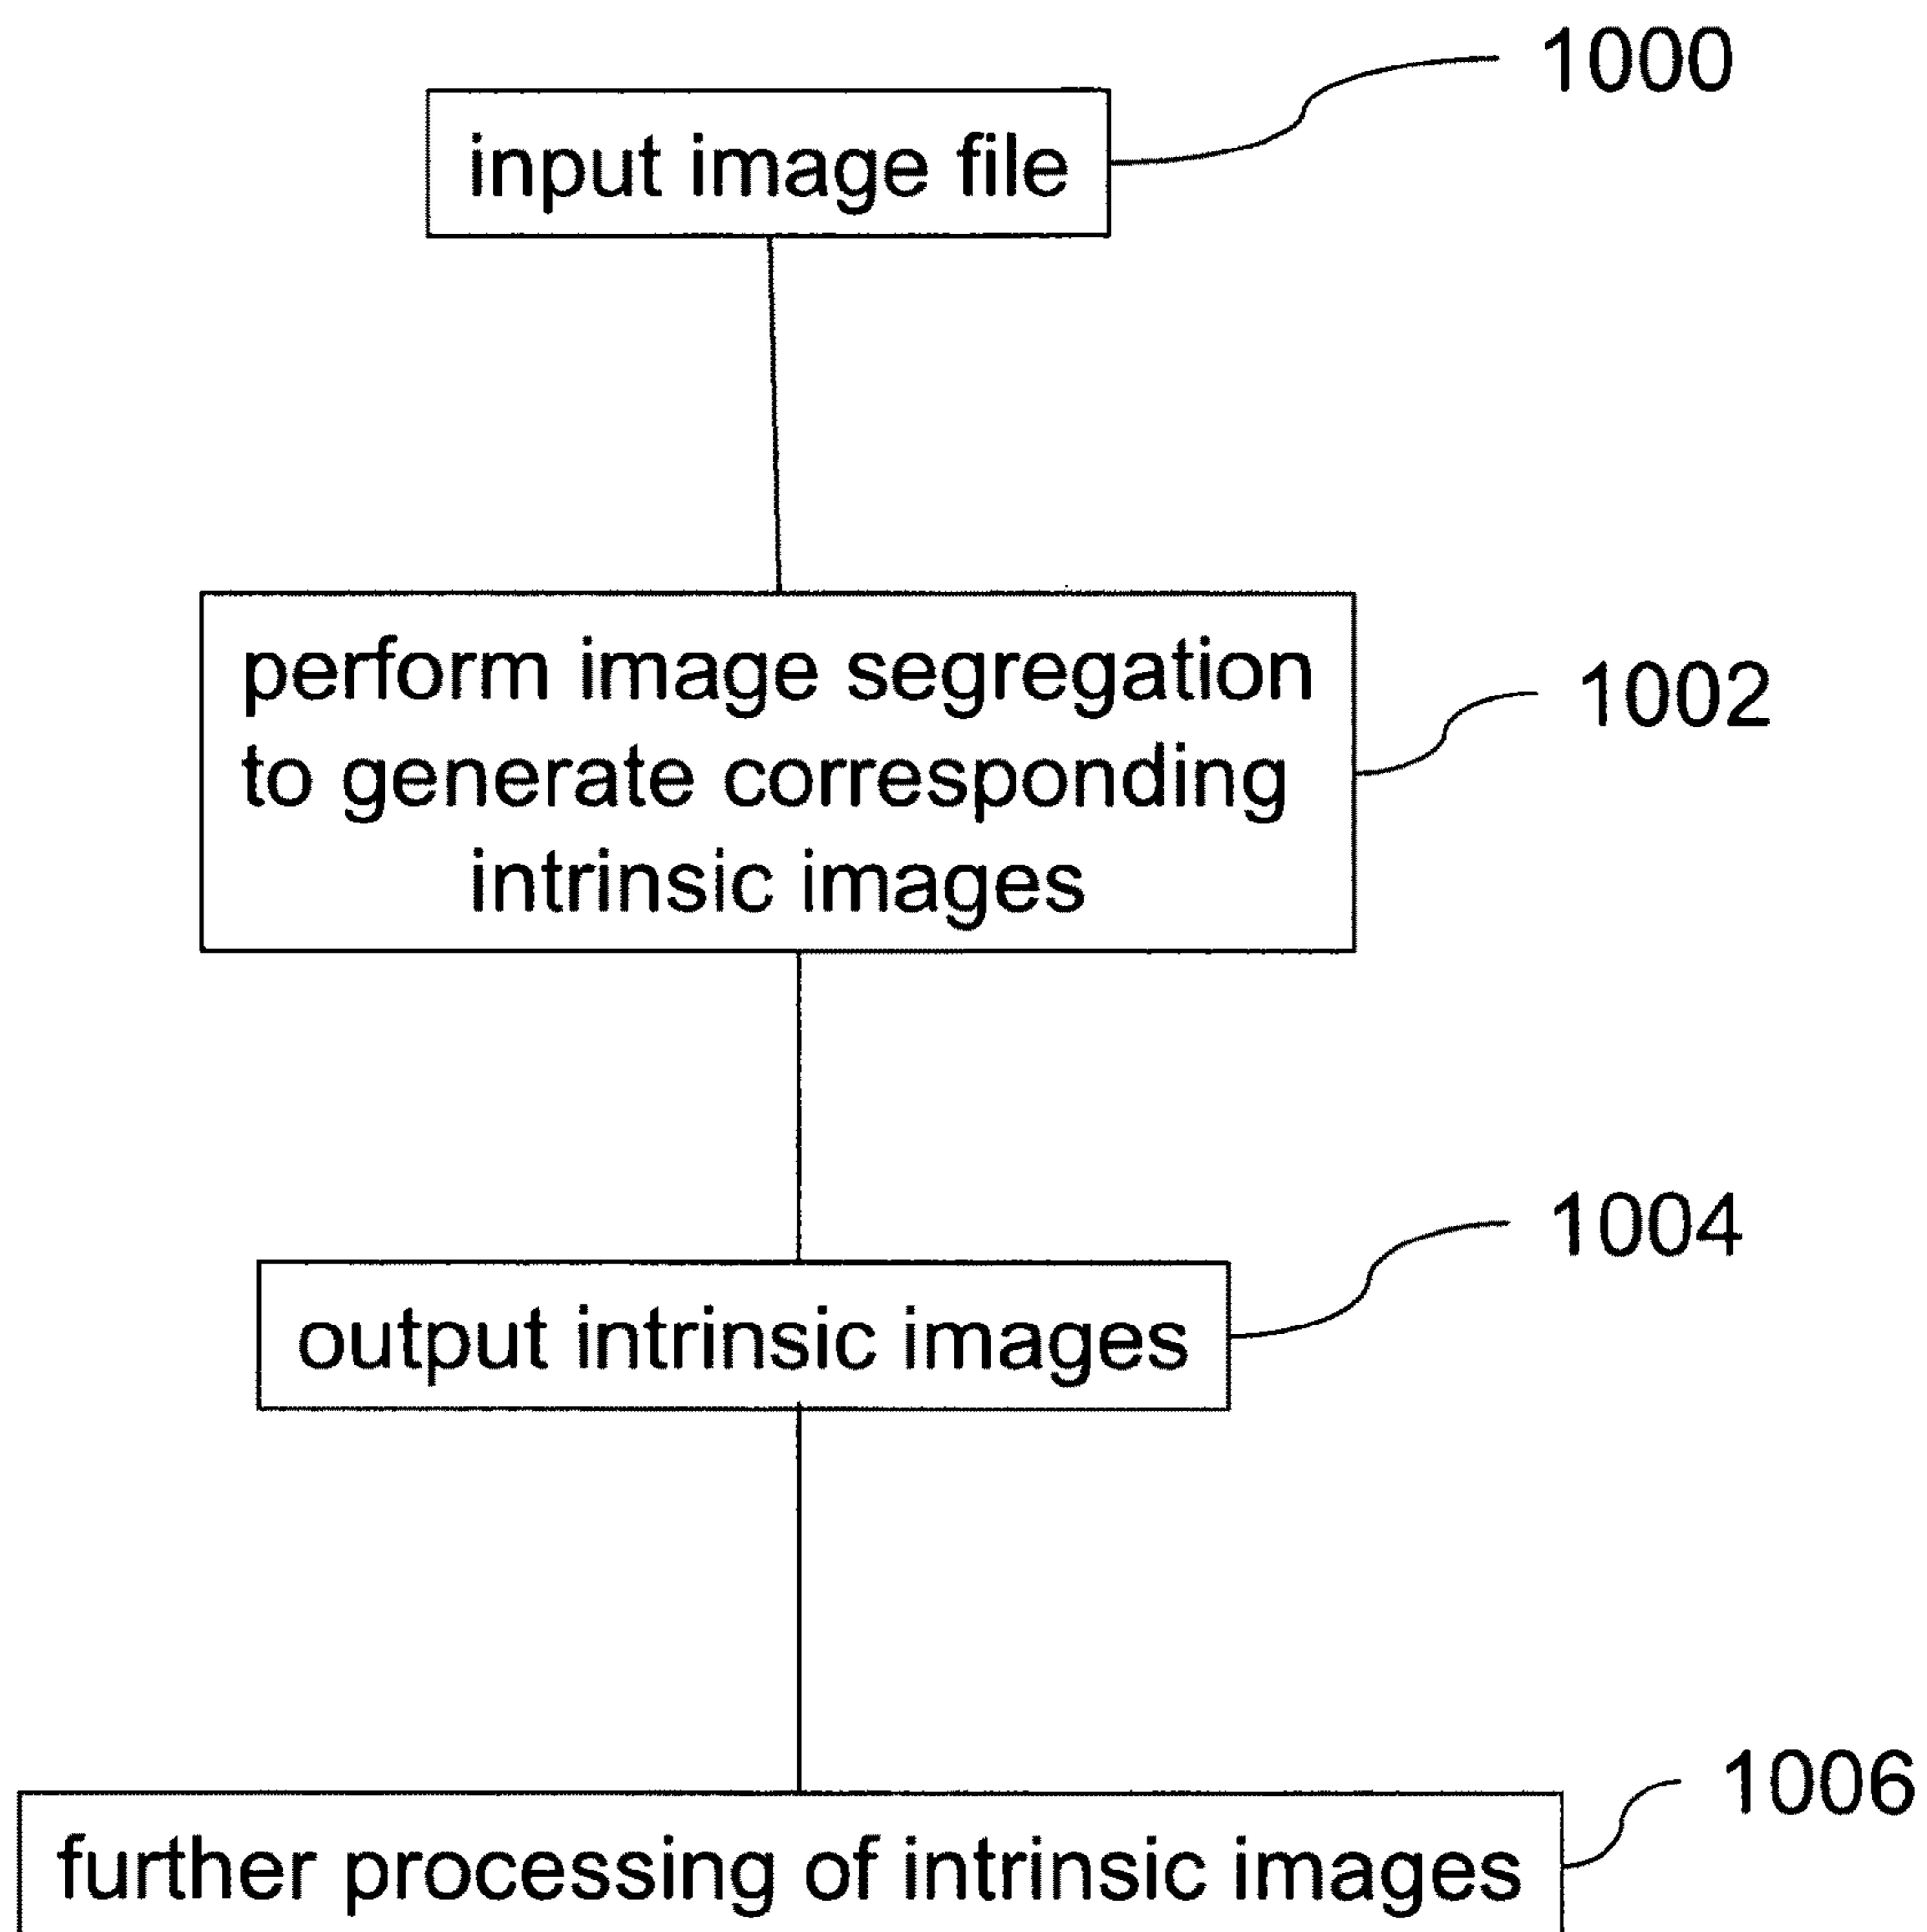 1000
input image file
perform image segregation
1002
to generate corresponding
intrinsic images
1004
output intrinsic images
1006
further processing of intrinsic images